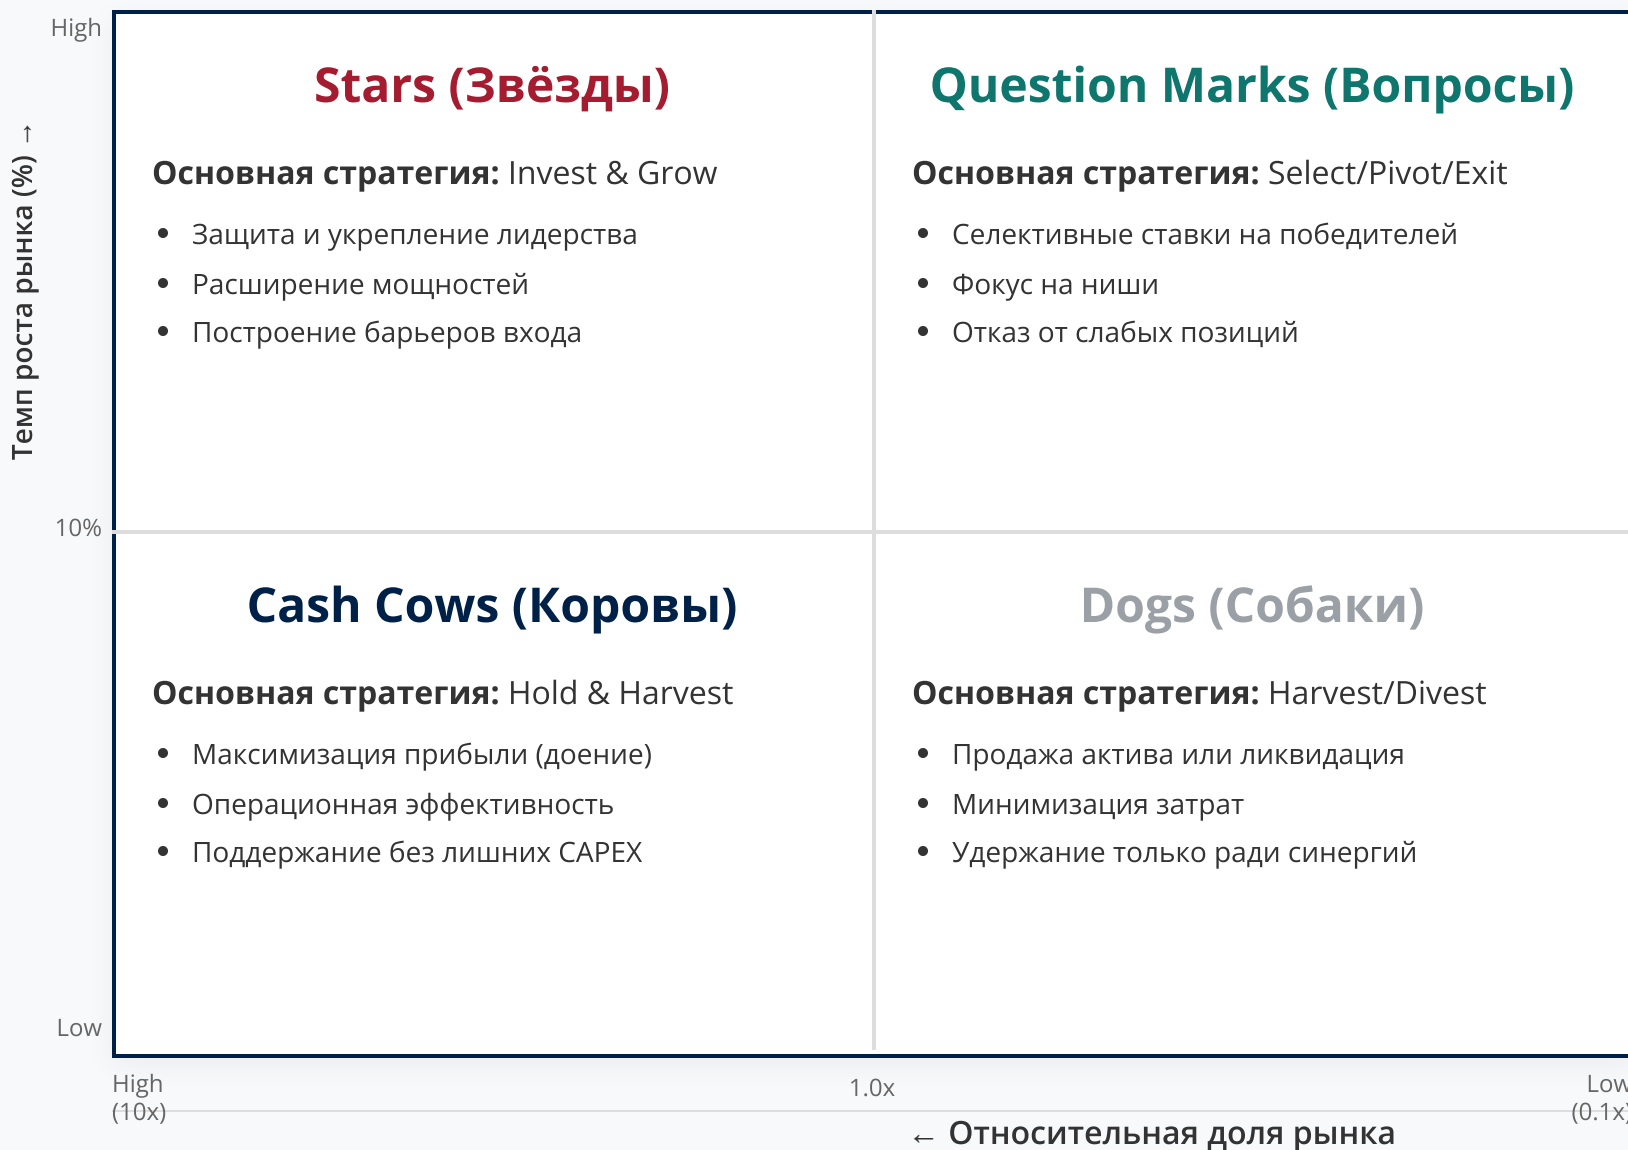 High
Stars (Звёзды)
Основная стратегия: Invest & Grow
• Защита и укрепление лидерства
• Расширение мощностей
• Построение барьеров входа
Question Marks (Вопросы)
Основная стратегия: Select/Pivot/Exit
• Селективные ставки на победителей
• Фокус на ниши
• Отказ от слабых позиций
Темп роста рынка (%) →
10%
Cash Cows (Коровы)
Основная стратегия: Hold & Harvest
• Максимизация прибыли (доение)
• Операционная эффективность
• Поддержание без лишних CAPEX
Dogs (Собаки)
Основная стратегия: Harvest/Divest
• Продажа актива или ликвидация
• Минимизация затрат
• Удержание только ради синергий
Low
High
(10x)
1.0x
Low
(0.1x)
← Относительная доля рынка